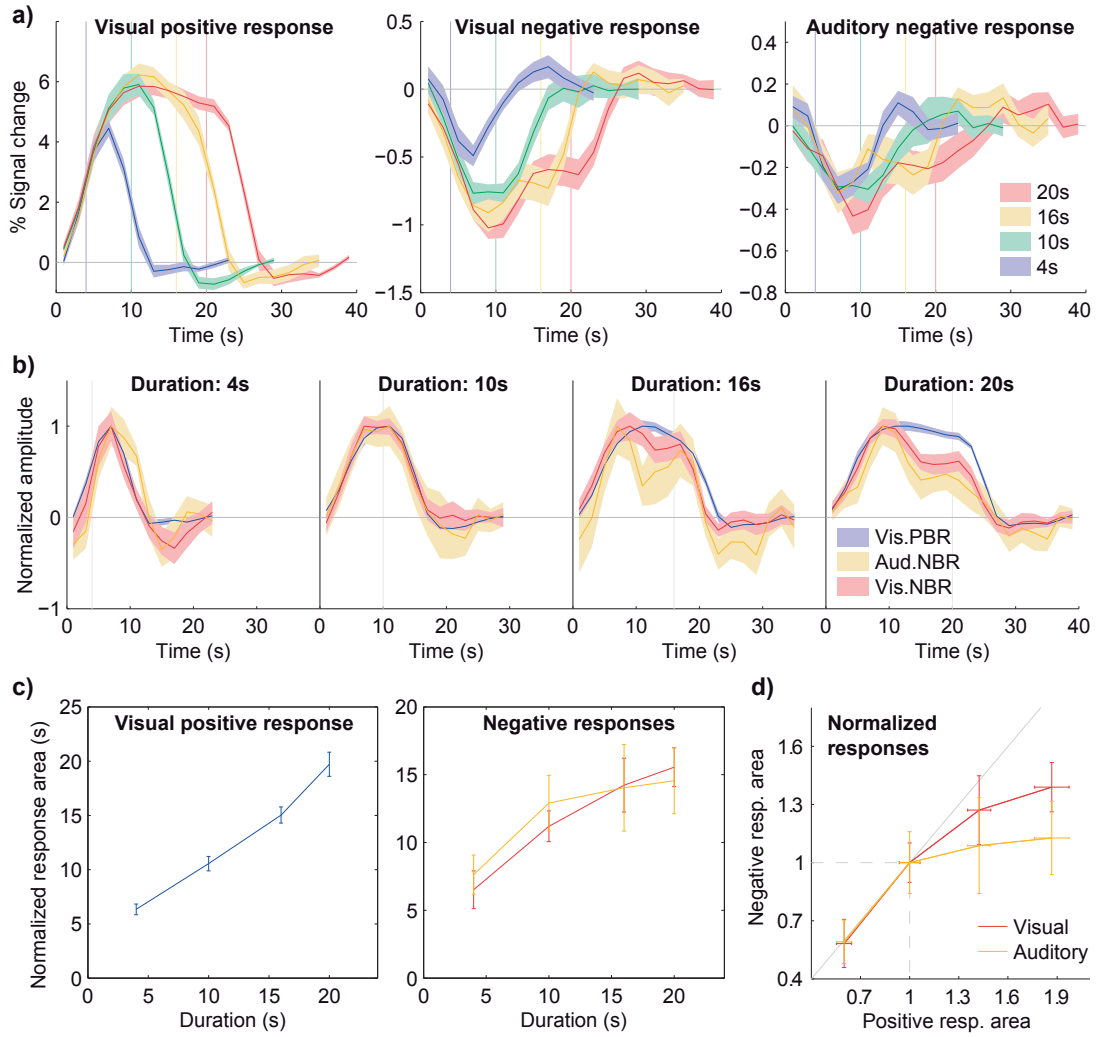 a)
Visual positive response
Visual negative response
Auditory negative response
% Signal change
6
4
2
0
0 10 20 30 40
Time (s)
0.5
0
−0.5
−1
−1.5
0 10 20 30 40
Time (s)
0.4
0.2
0
−0.2
−0.4
−0.6
−0.8
0 10 20 30 40
Time (s)
20s
16s
10s
4s
b)
Duration: 4s
Duration: 10s
Duration: 16s
Duration: 20s
Normalized amplitude
1
0
−1
0 10 20 30
Time (s)
0 10 20 30
Time (s)
0 10 20 30
Time (s)
0 10 20 30 40
Time (s)
Vis.PBR
Aud.NBR
Vis.NBR
c)
Visual positive response
Normalized response area (s)
25
20
15
10
5
0
0 5 10 15 20
Duration (s)
Negative responses
20
15
10
5
0
0 5 10 15 20
Duration (s)
d)
Normalized
responses
Negative resp. area
1.6
1.3
1
0.7
0.4
0.7 1 1.3 1.6 1.9
Positive resp. area
Visual
Auditory